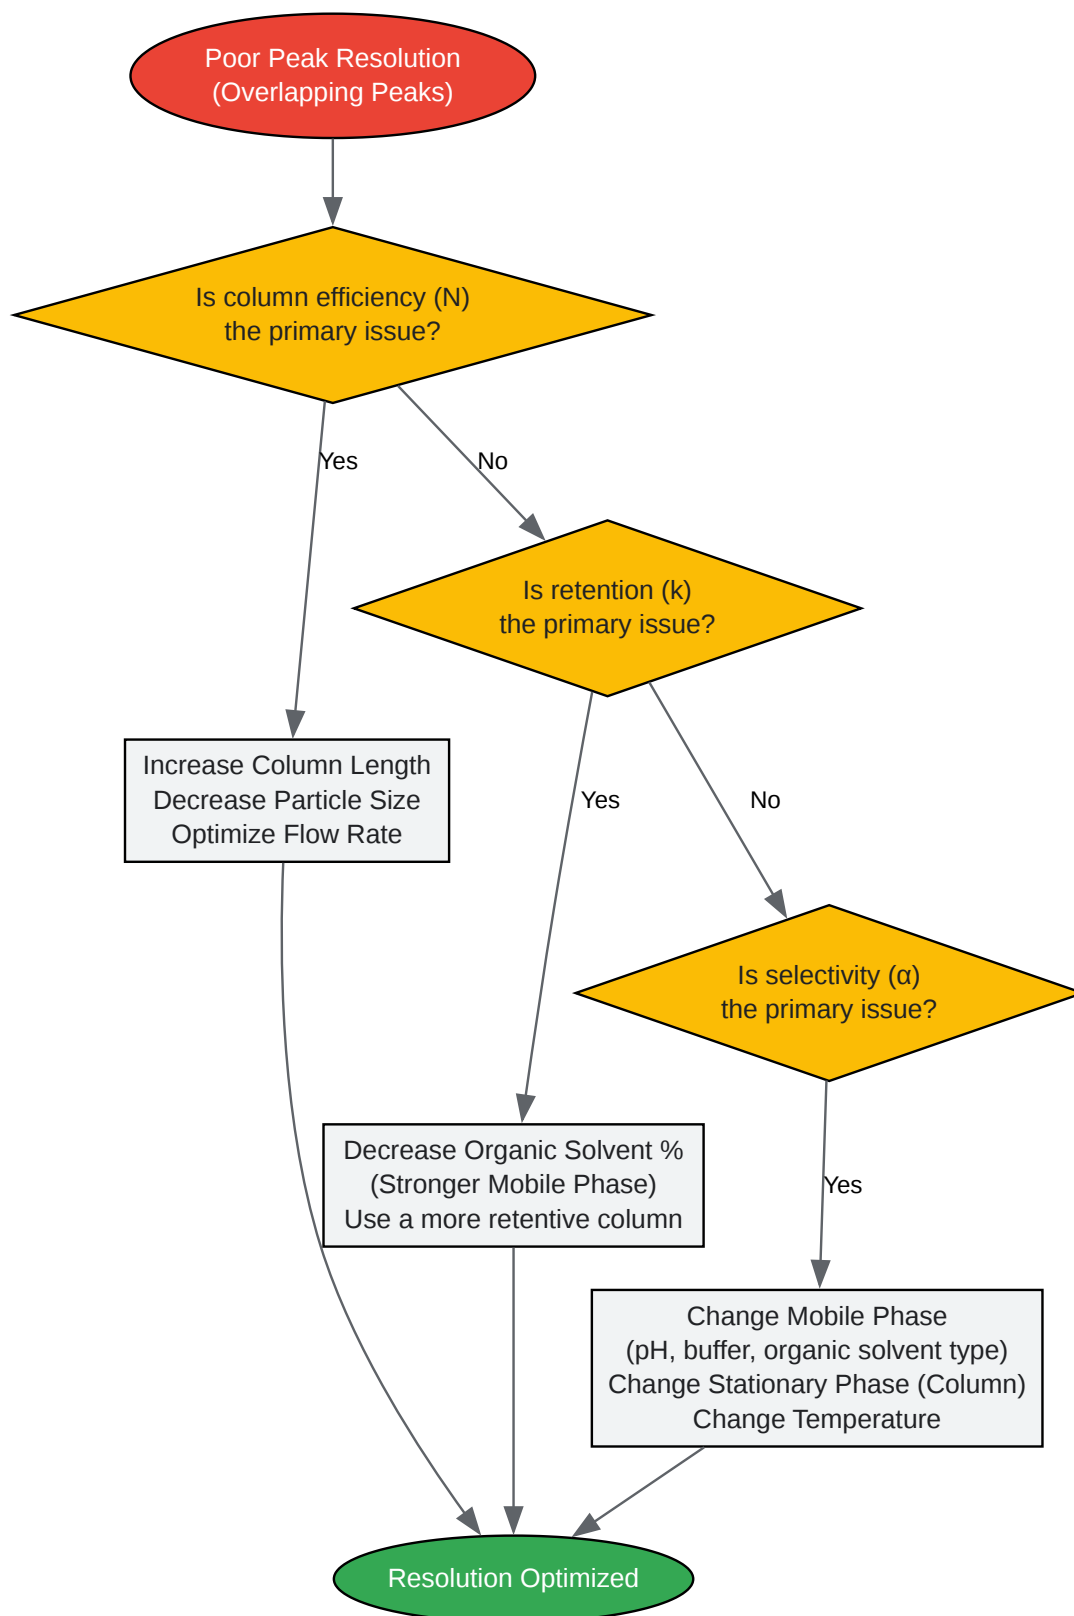 Poor Peak Resolution
(Overlapping Peaks)
Is column efficiency (N)
the primary issue?
Yes
No
Is retention (k)
the primary issue?
Increase Column Length
Decrease Particle Size
Optimize Flow Rate
Yes
No
Is selectivity (α)
the primary issue?
Decrease Organic Solvent %
(Stronger Mobile Phase)
Use a more retentive column
Yes
Change Mobile Phase
(pH, buffer, organic solvent type)
Change Stationary Phase (Column)
Change Temperature
Resolution Optimized